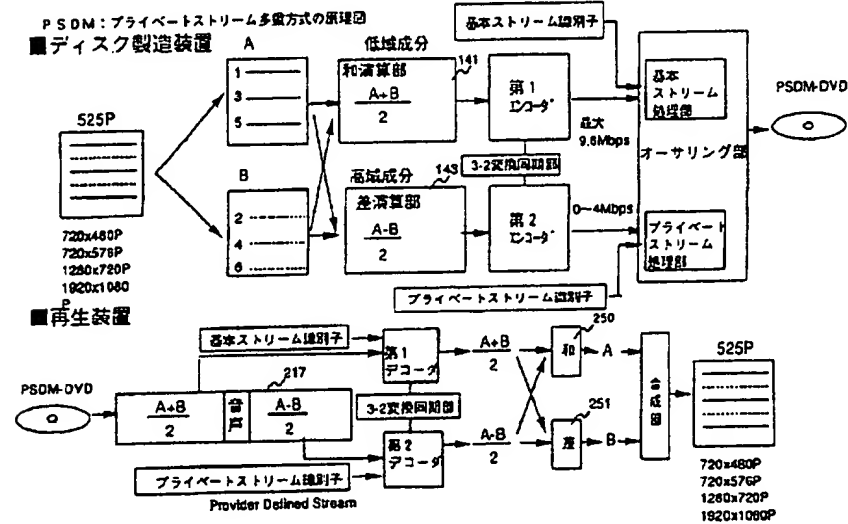 PSDM：プライベートストリーム多重方式の原理図
■ディスク製造装置
A
低域成分
141
基本ストリーム識別子
1
3
5
和演算部
A+B
2
第1
エンコーダ
基本
ストリーム
処理部
PSDM-DVD
最大
9.6Mbps
525P
B
高域成分
143
3-2変換同期部
オーサリング部
2
4
6
差演算部
A-B
2
第2
エンコーダ
0～4Mbps
プライベート
ストリーム
処理部
720x480P
720x576P
1280x720P
1920x1080
P
プライベートストリーム識別子
■再生装置
250
基本ストリーム識別子
第1
デコーダ
A+B
2
和
A
525P
PSDM-DVD
217
A+B
2
A-B
2
3-2変換同期部
251
合成部
第2
デコーダ
A-B
2
差
B
プライベートストリーム識別子
Provider Defined Stream
720x480P
720x576P
1280x720P
1920x1080P